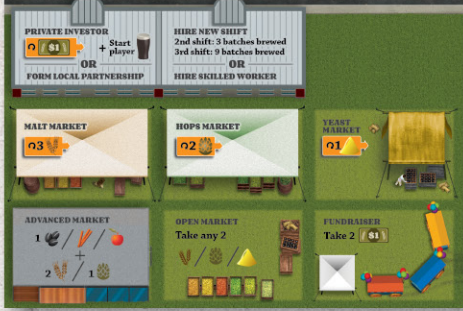 PRIVATE INVESTOR
$1
+ Start player
OR
FORM LOCAL PARTNERSHIP
HIRE NEW SHIFT
2nd shift: 3 batches brewed
3rd shift: 9 batches brewed
OR
HIRE SKILLED WORKER
MALT MARKET
3
HOPS MARKET
2
YEAST
MARKET
1
ADVANCED MARKET
1 / /
+
2 / 1
OPEN MARKET
Take any 2
/ /
FUNDRAISER
Take 2 $1